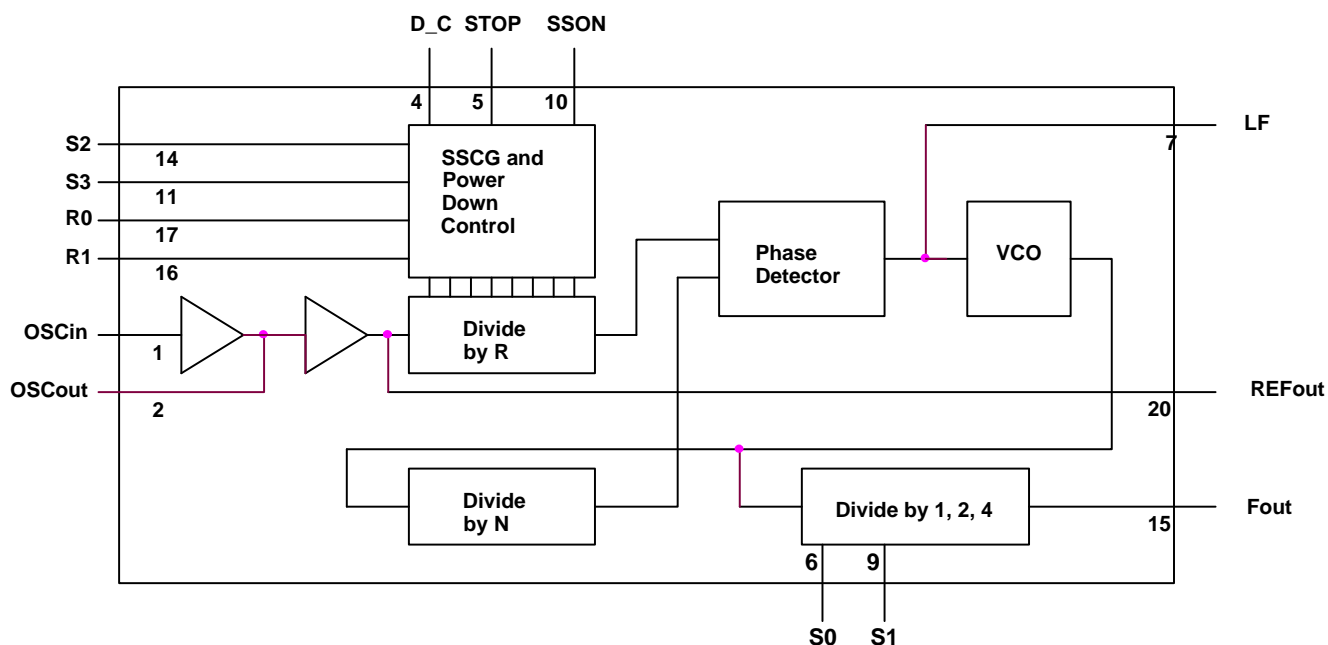 D_C STOP SSON
4 5 10
LF
7
S2
14
S3
11
R0
17
R1
16
SSCG and
Power
Down
Control
Phase
Detector
VCO
OSCin
1
Divide
by R
OSCout
2
REFout
20
Divide
by N
Divide by 1, 2, 4
Fout
15
6 9
S0 S1